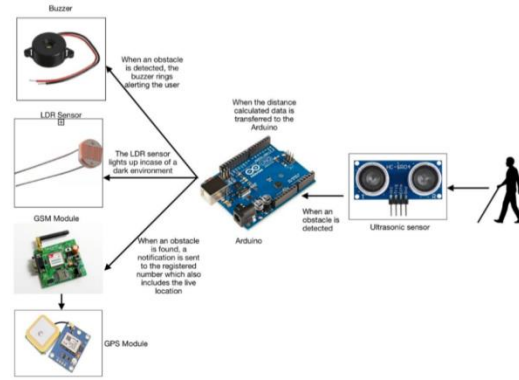 Buzzer
When an obstacle
is detected, the
buzzer rings
alerting the user
LDR Sensor
The LDR sensor
lights up incase of a
dark environment
GSM Module
When an obstacle
is found, a
notification is sent
to the registered
number which also
includes the live
location
GPS Module
When the distance
calculated data is
transferred to the
Arduino
Arduino
When an
obstacle is
detected
HC-SR04
Ultrasonic sensor